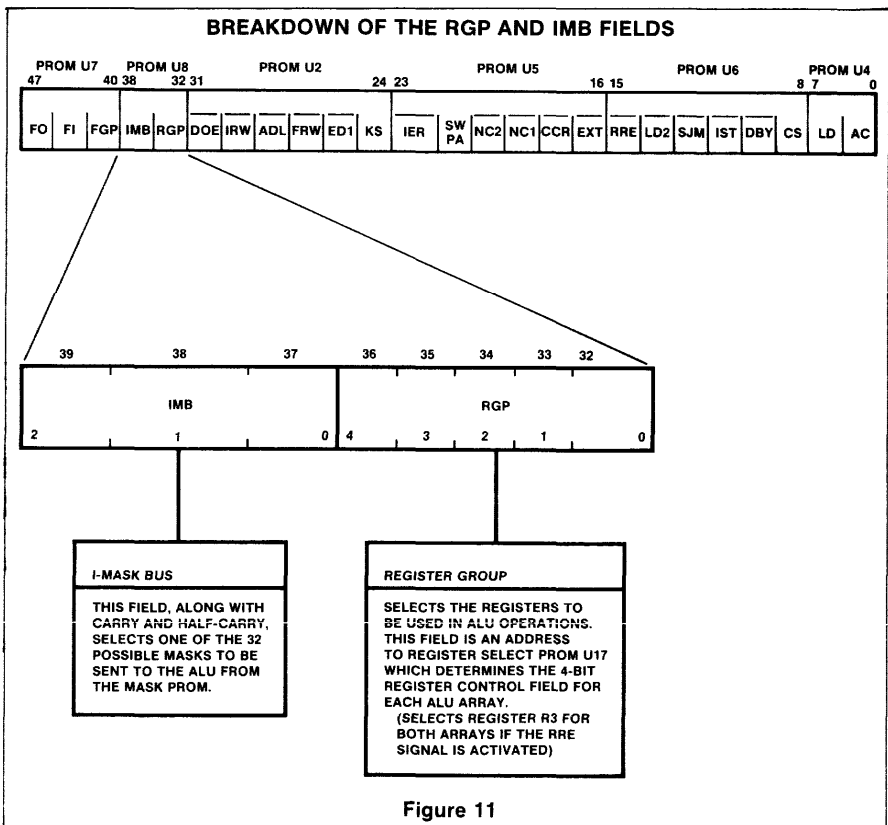 BREAKDOWN OF THE RGP AND IMB FIELDS
PROM U7 PROM U8 PROM U2 PROM U5 PROM U6 PROM U4
47 40 38 32 31 24 23 16 15 8 7 0
FO FI FGP IMB RGP DOE IRW ADL FRW ED1 KS IER SW PA NC2 NC1 CCR EXT RRE LD2 SJM IST DBY CS LD AC
39 38 37 36 35 34 33 32
IMB RGP
2 1 0 4 3 2 1 0
I-MASK BUS
THIS FIELD, ALONG WITH
CARRY AND HALF-CARRY,
SELECTS ONE OF THE 32
POSSIBLE MASKS TO BE
SENT TO THE ALU FROM
THE MASK PROM.
REGISTER GROUP
SELECTS THE REGISTERS TO
BE USED IN ALU OPERATIONS.
THIS FIELD IS AN ADDRESS
TO REGISTER SELECT PROM U17
WHICH DETERMINES THE 4-BIT
REGISTER CONTROL FIELD FOR
EACH ALU ARRAY.
(SELECTS REGISTER R3 FOR
BOTH ARRAYS IF THE RRE
SIGNAL IS ACTIVATED)
Figure 11